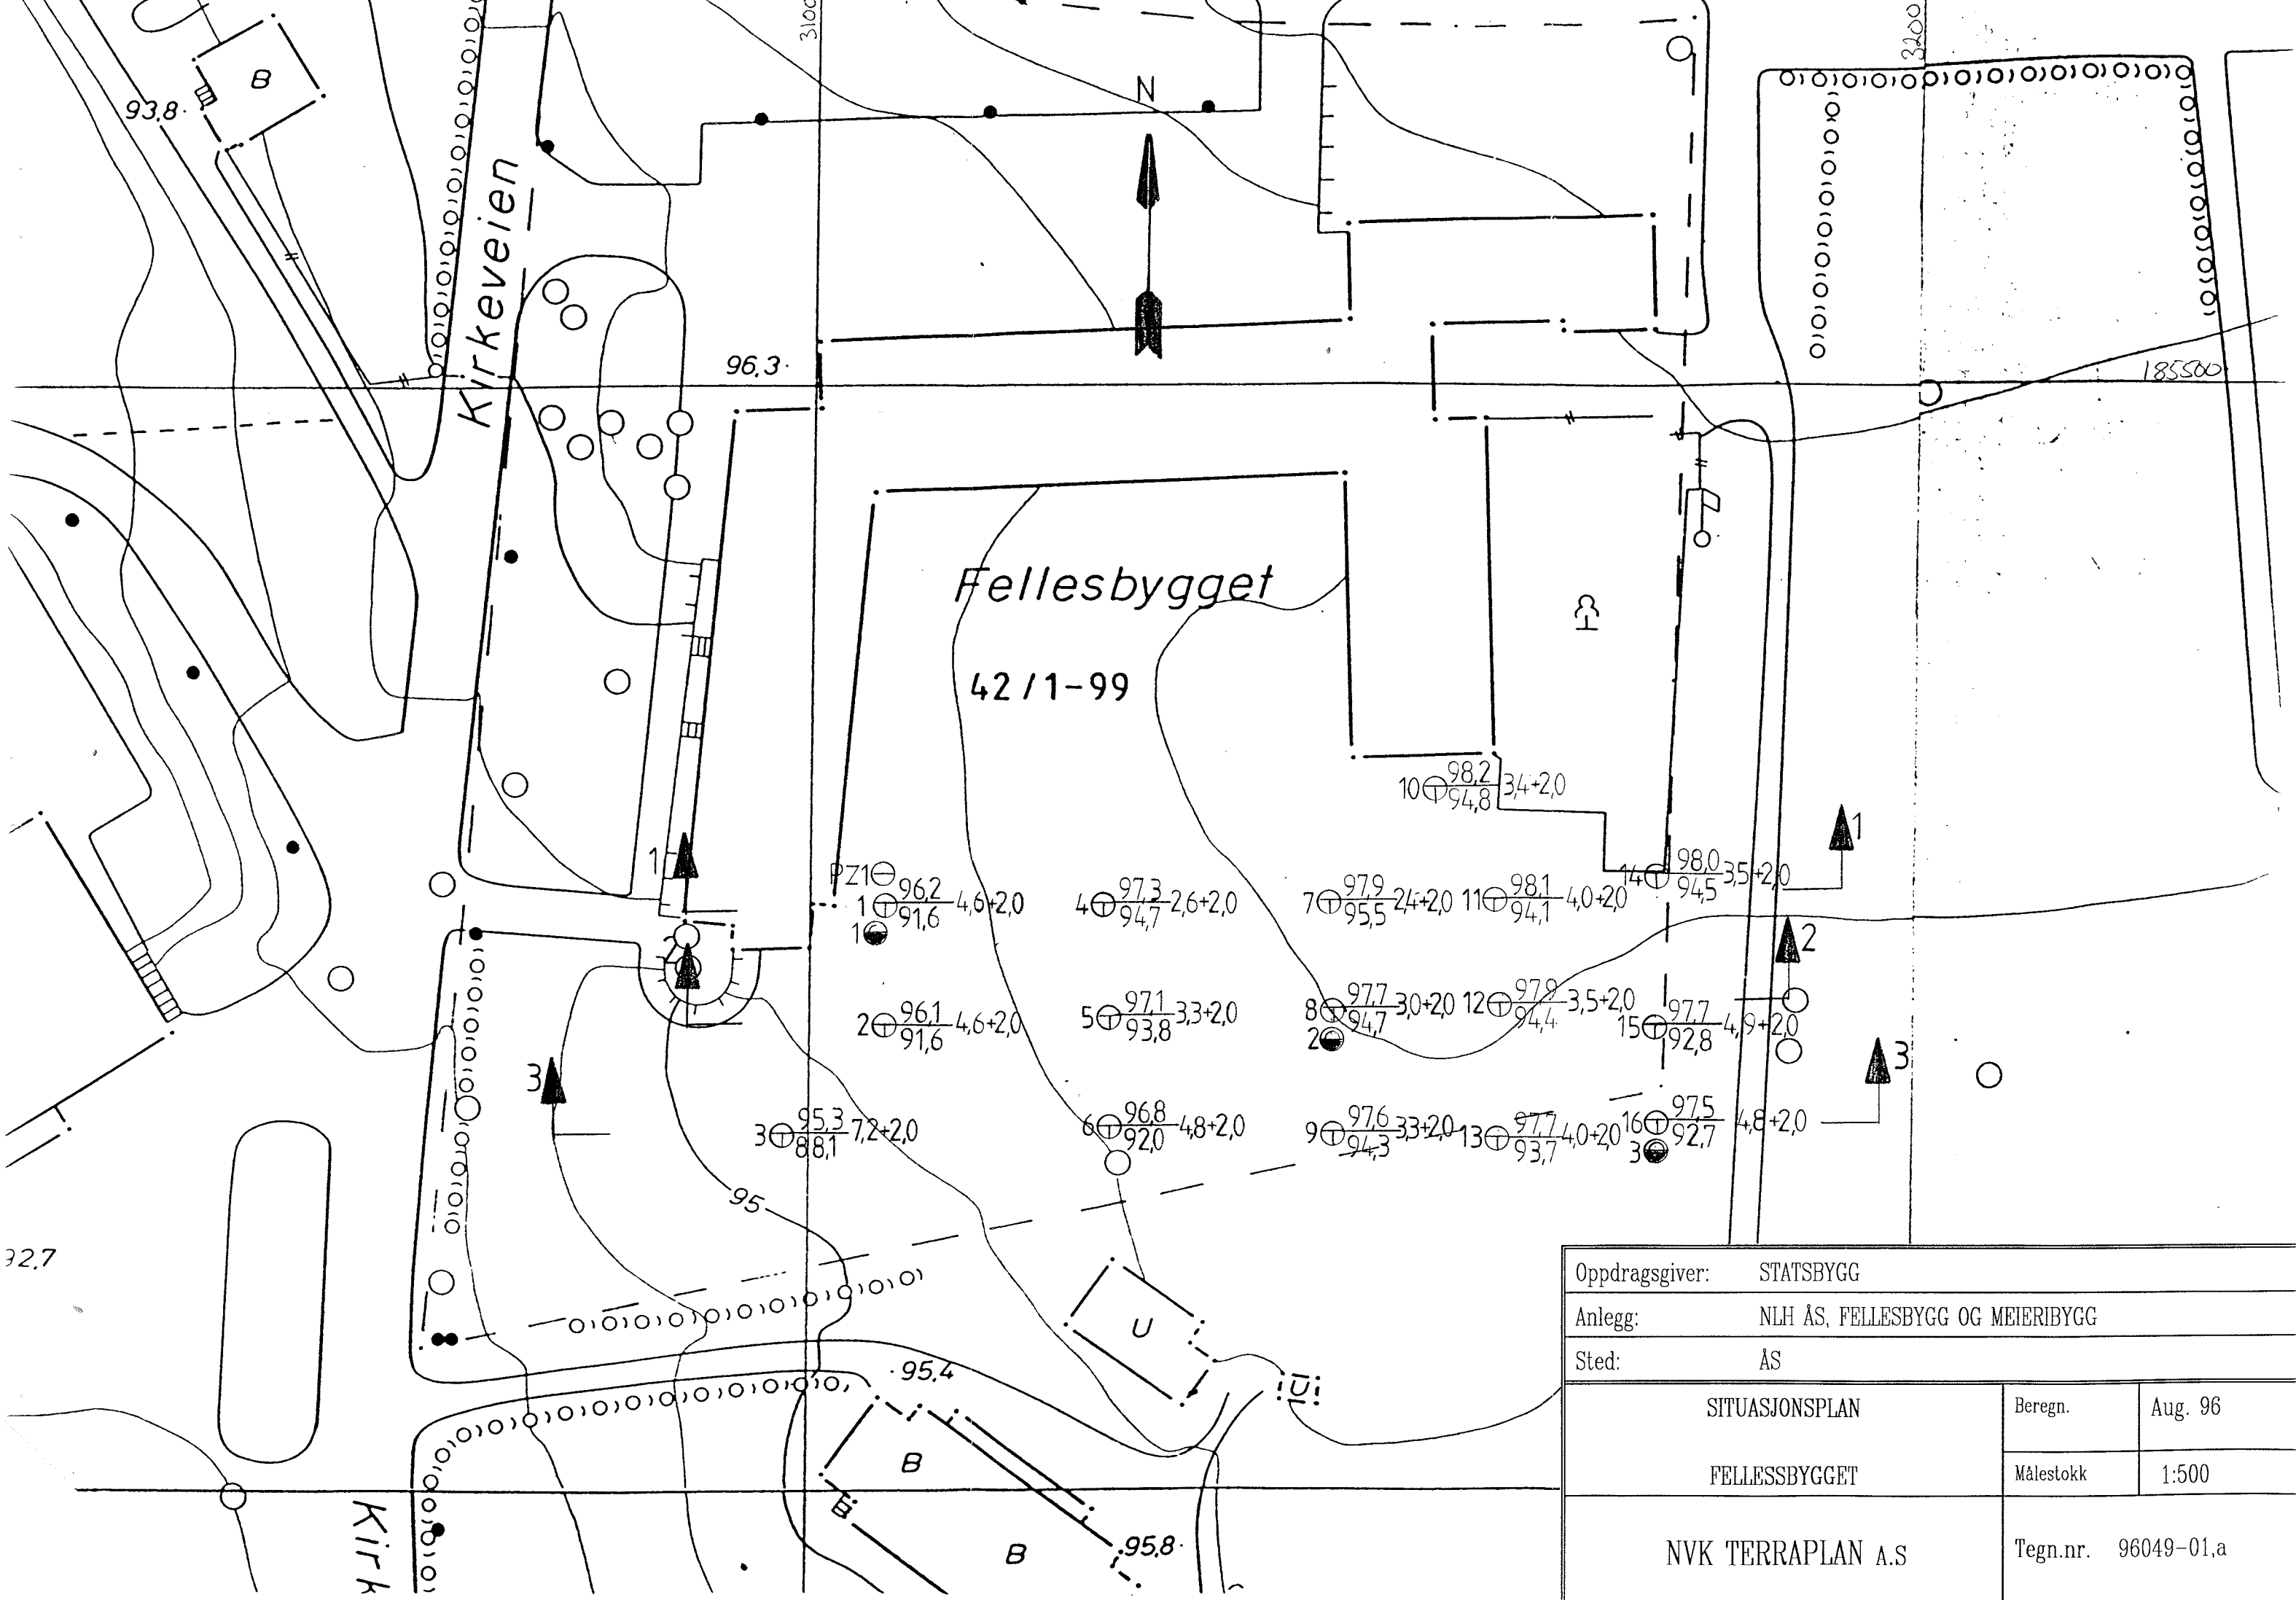 3100
3200
B
93,8
N
Kirkeveien
96.3
185500
Fellesbygget
42/1-99
10 98,2 3,4+2,0
94,8
1
1
PZ1
1 96,2 4,6+2,0
91,6
1
4 97,3 2,6+2,0
94,7
7 97,9 2,4+2,0
95,5
11 98,1 4,0+2,0
94,1
14 98,0 3,5+2,0
94,5
2
2
2 96,1 4,6+2,0
91,6
5 97,1 3,3+2,0
93,8
8 97,7 3,0+2,0
94,7
2
12 97,9 3,5+2,0
94,4
15 97,7 4,9+2,0
92,8
3
3
3 95,3 7,2+2,0
88,1
6 96,8 4,8+2,0
92,0
9 97,6 3,3+2,0
94,3
13 97,7 4,0+2,0
93,7
16 97,5 4,8+2,0
92,7
3
95
92.7
U
U
95.4
B
B
B
95,8
Kirk
Oppdragsgiver: STATSBYGG
Anlegg: NLH ÅS, FELLESBYGG OG MEIERIBYGG
Sted: ÅS
SITUASJONSPLAN
FELLESSBYGGET
Beregn. Aug. 96
Målestokk 1:500
NVK TERRAPLAN A.S
Tegn.nr. 96049-01,a